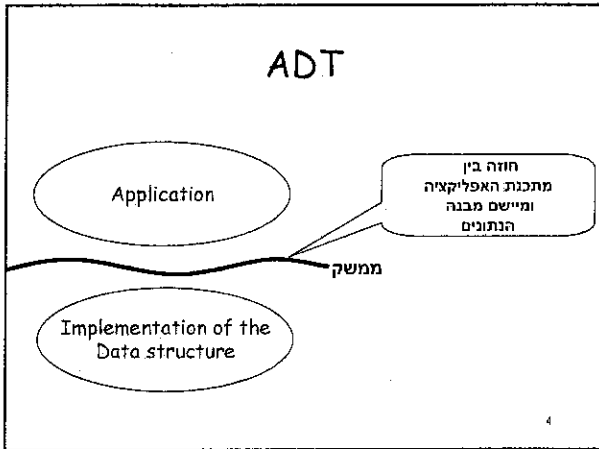 ADT
Application
חוזה בין
מתכנת האפליקציה
ומיישם מבנה
הנתונים
ממשק
Implementation of the
Data structure
4